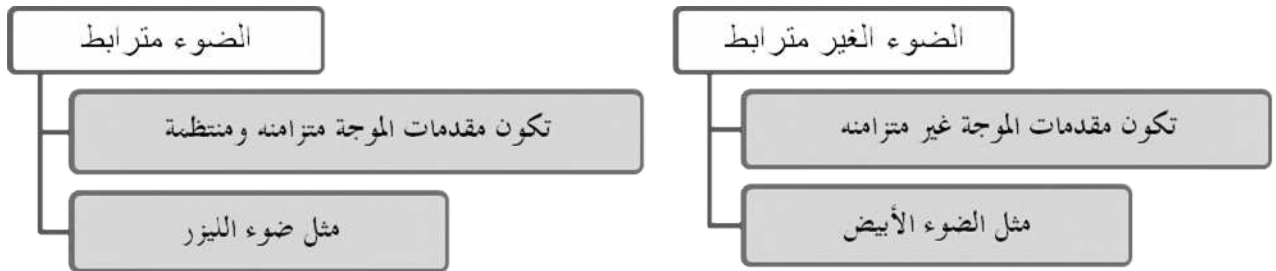 الضوء الغير مترابط
تكون مقدمات الموجة غير متزامنه
مثل الضوء الأبيض
الضوء مترابط
تكون مقدمات الموجة متزامنه ومنتظمة
مثل ضوء الليزر